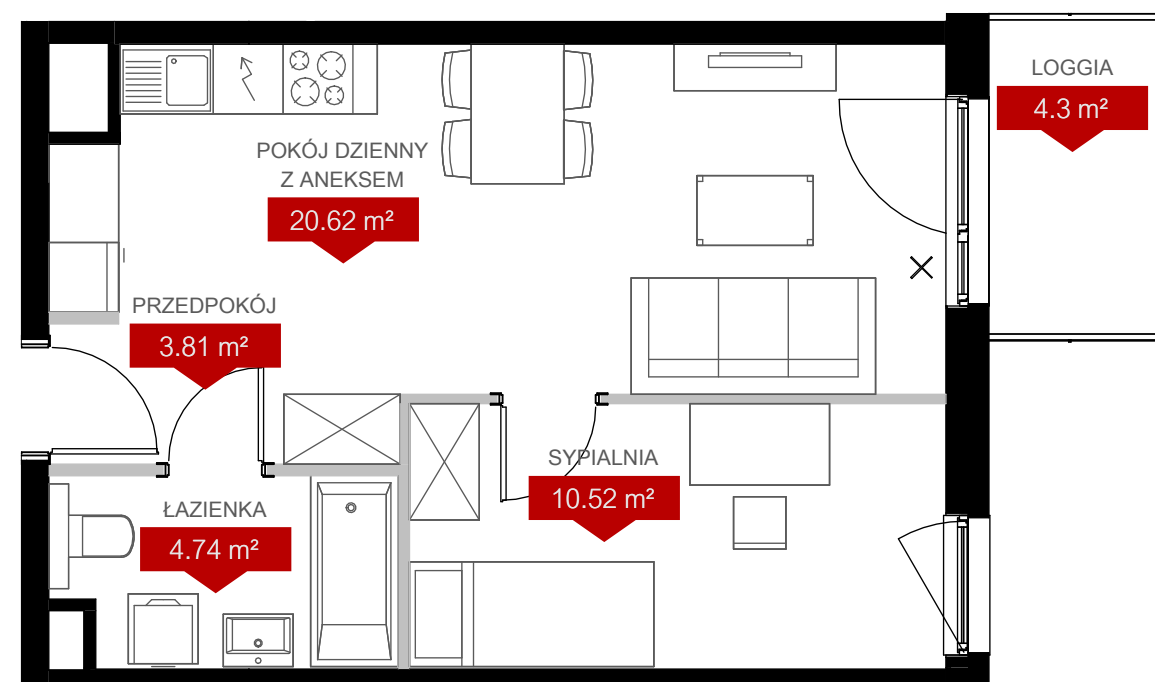 LOGGIA
4.3 m²
POKÓJ DZIENNY
Z ANEKSEM
20.62 m²
PRZEDPOKÓJ
3.81 m²
SYPIALNIA
10.52 m²
ŁAZIENKA
4.74 m²